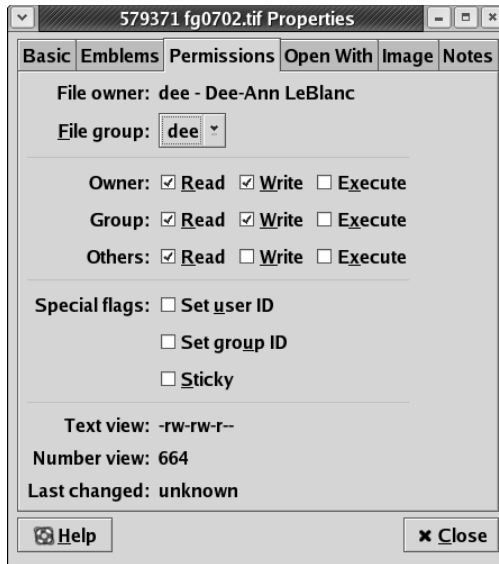 579371 fg0702.tif Properties
Basic Emblems Permissions Open With Image Notes
File owner: dee - Dee-Ann LeBlanc
File group: dee
Owner: Read Write Execute
Group: Read Write Execute
Others: Read Write Execute
Special flags: Set user ID
Set group ID
Sticky
Text view: -rw-rw-r--
Number view: 664
Last changed: unknown
Help Close